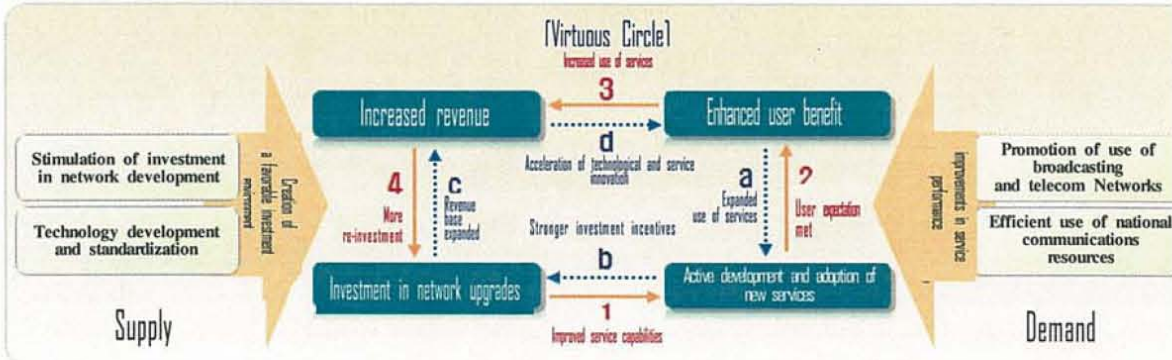 [Virtuous Circle]
Increased use of services
3
Increased revenue
Enhanced user benefit
d
Acceleration of technological and service
innovation
Stimulation of investment
in network development
Technology development
and standardization
Creation of
a favorable investment
environment
4
More
re-investment
c
Revenue
base
expanded
a
Expanded
use of services
2
User expectation
met
Stronger investment incentives
b
Investment in network upgrades
Active development and adoption of
new services
1
Improved service capabilities
improvements in service
performance
Promotion of use of
broadcasting
and telecom Networks
Efficient use of national
communications
resources
Supply
Demand